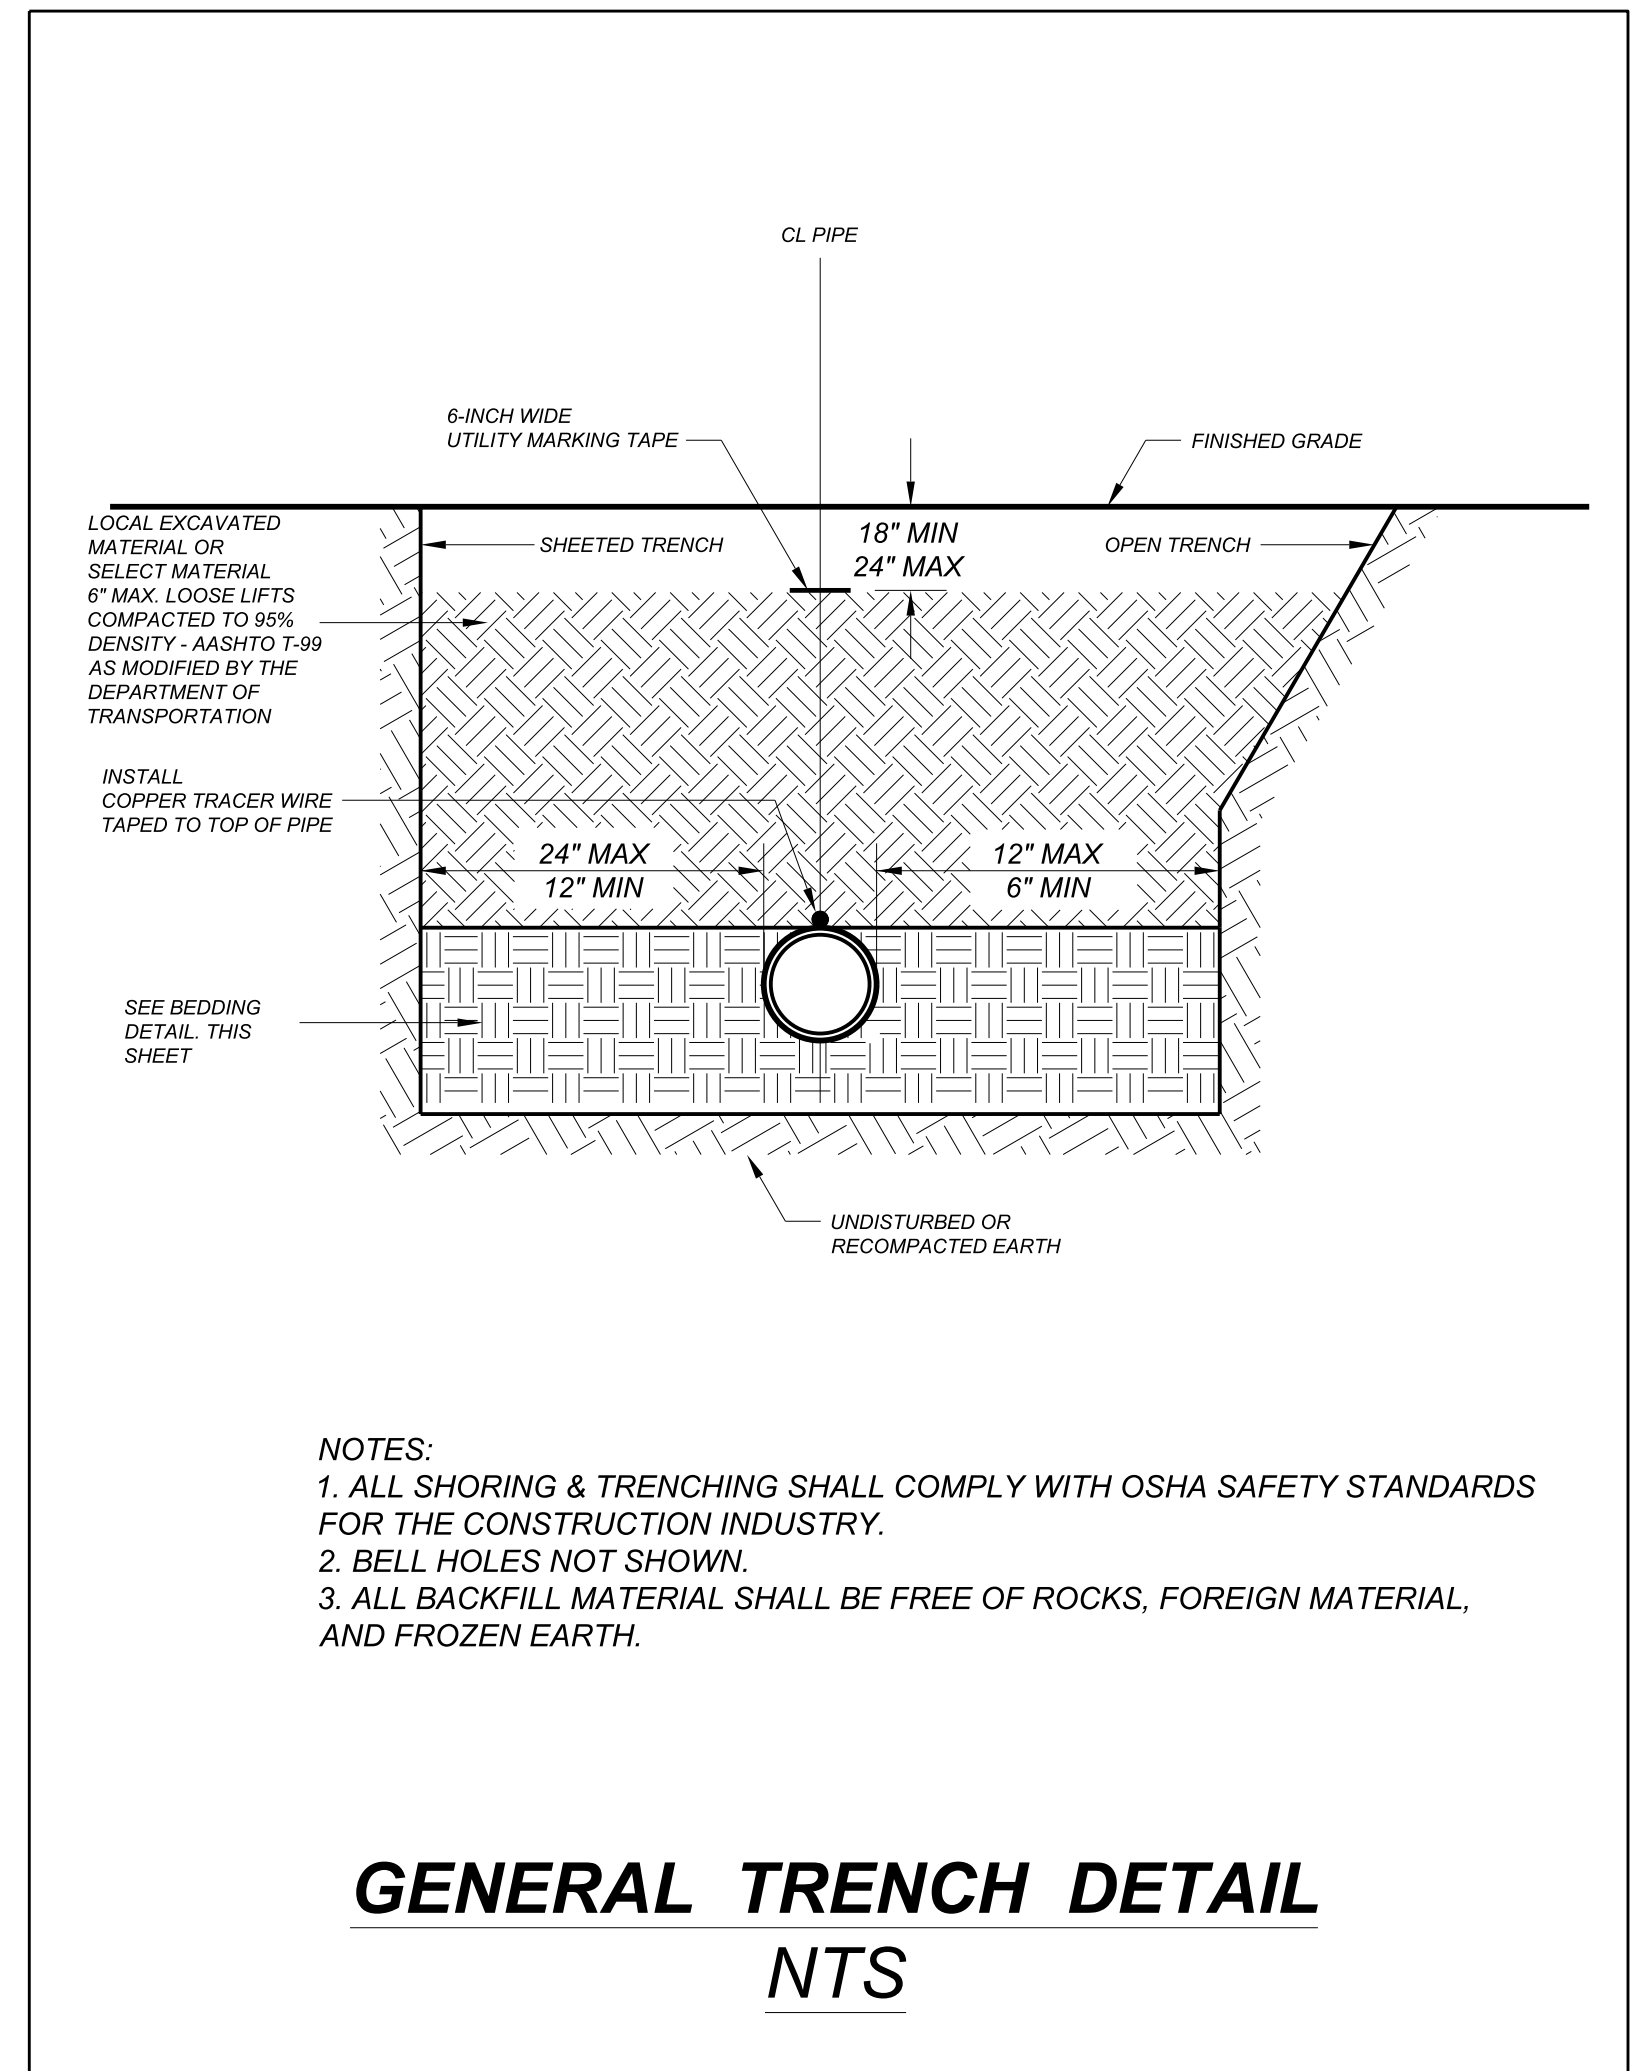 CL PIPE
6-INCH WIDE
UTILITY MARKING TAPE
FINISHED GRADE
LOCAL EXCAVATED
MATERIAL OR
SELECT MATERIAL
6" MAX. LOOSE LIFTS
COMPACTED TO 95%
DENSITY - AASHTO T-99
AS MODIFIED BY THE
DEPARTMENT OF
TRANSPORTATION
SHEETED TRENCH
18" MIN
24" MAX
OPEN TRENCH
INSTALL
COPPER TRACER WIRE
TAPED TO TOP OF PIPE
24" MAX
12" MIN
12" MAX
6" MIN
SEE BEDDING
DETAIL. THIS
SHEET
UNDISTURBED OR
RECOMPACTED EARTH
NOTES:
1. ALL SHORING & TRENCHING SHALL COMPLY WITH OSHA SAFETY STANDARDS
FOR THE CONSTRUCTION INDUSTRY.
2. BELL HOLES NOT SHOWN.
3. ALL BACKFILL MATERIAL SHALL BE FREE OF ROCKS, FOREIGN MATERIAL,
AND FROZEN EARTH.
GENERAL TRENCH DETAIL
NTS